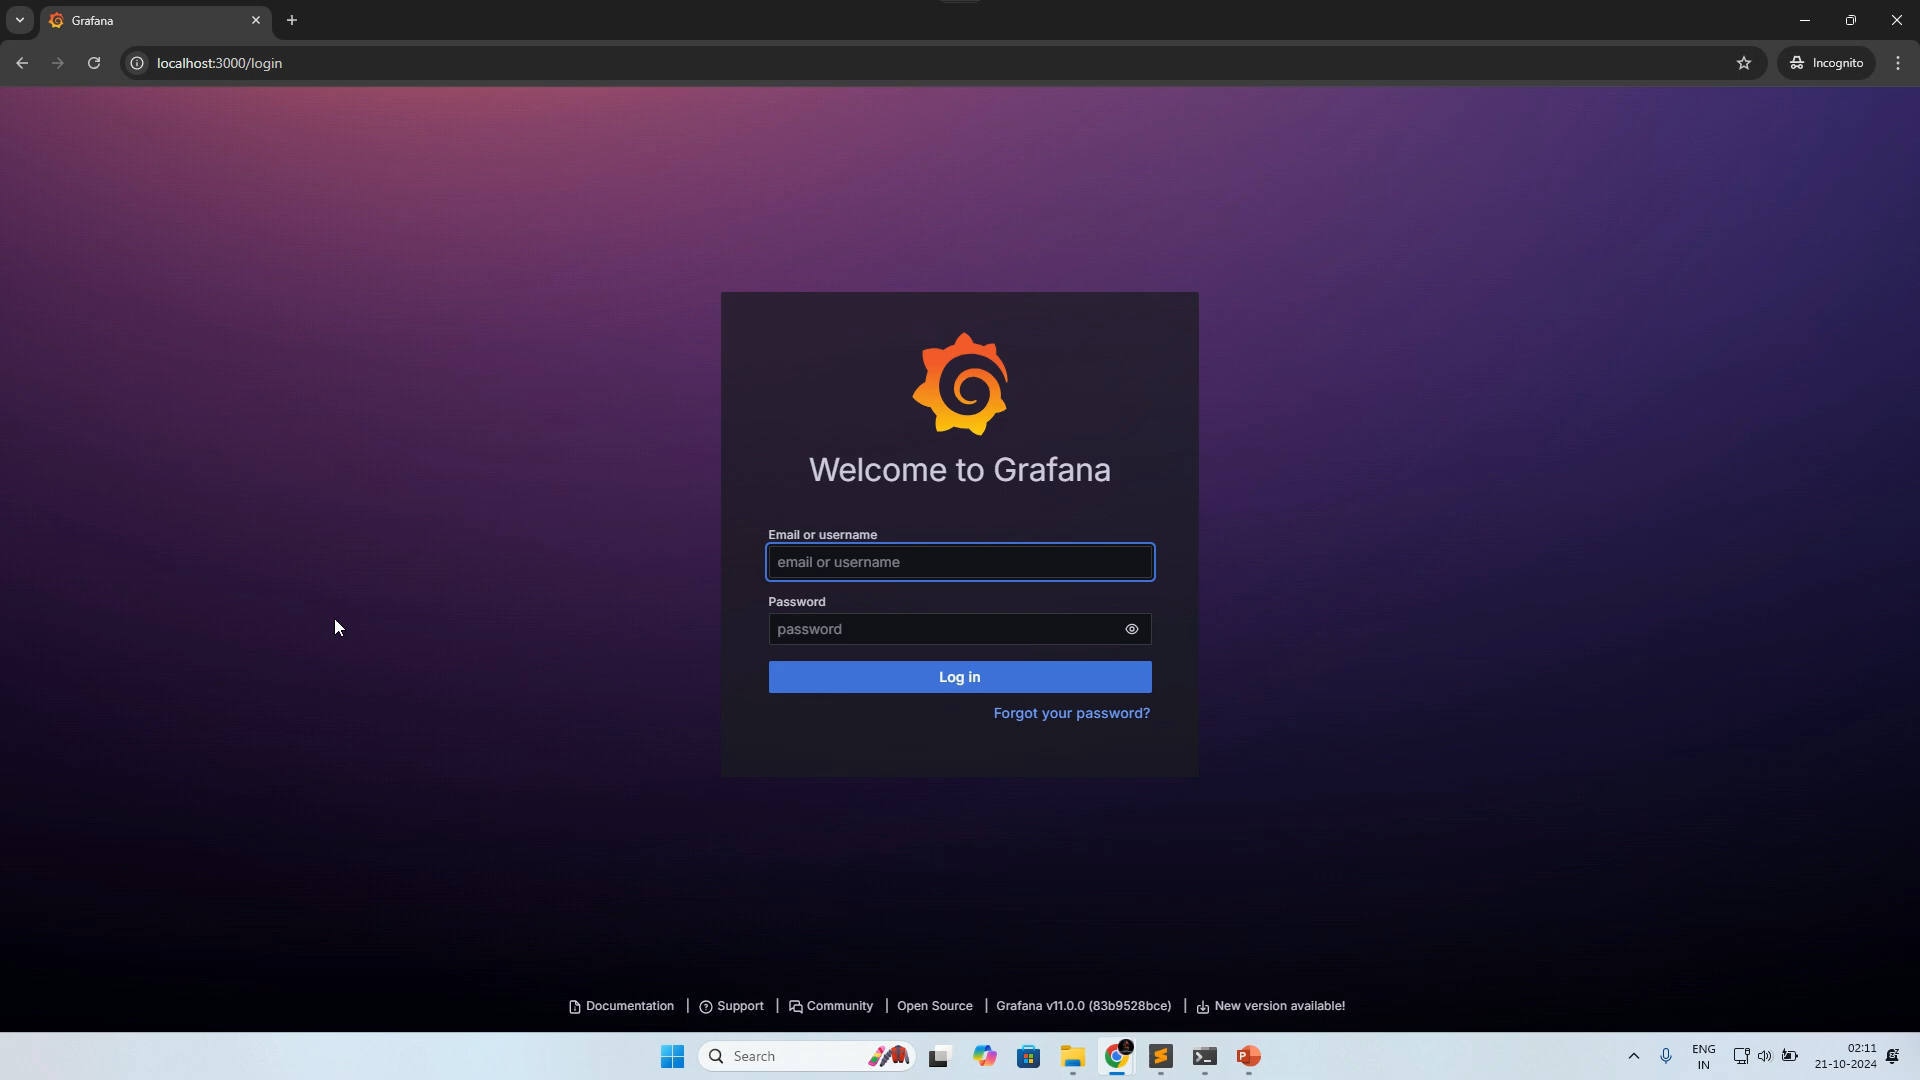 Grafana
localhost:3000/login
Incognito
Welcome to Grafana
Email or username
email or username
Password
password
Log in
Forgot your password?
Documentation | Support | Community | Open Source | Grafana v11.0.0 (83b9528bce) | New version available!
Search
ENG
IN
02:11
21-10-2024